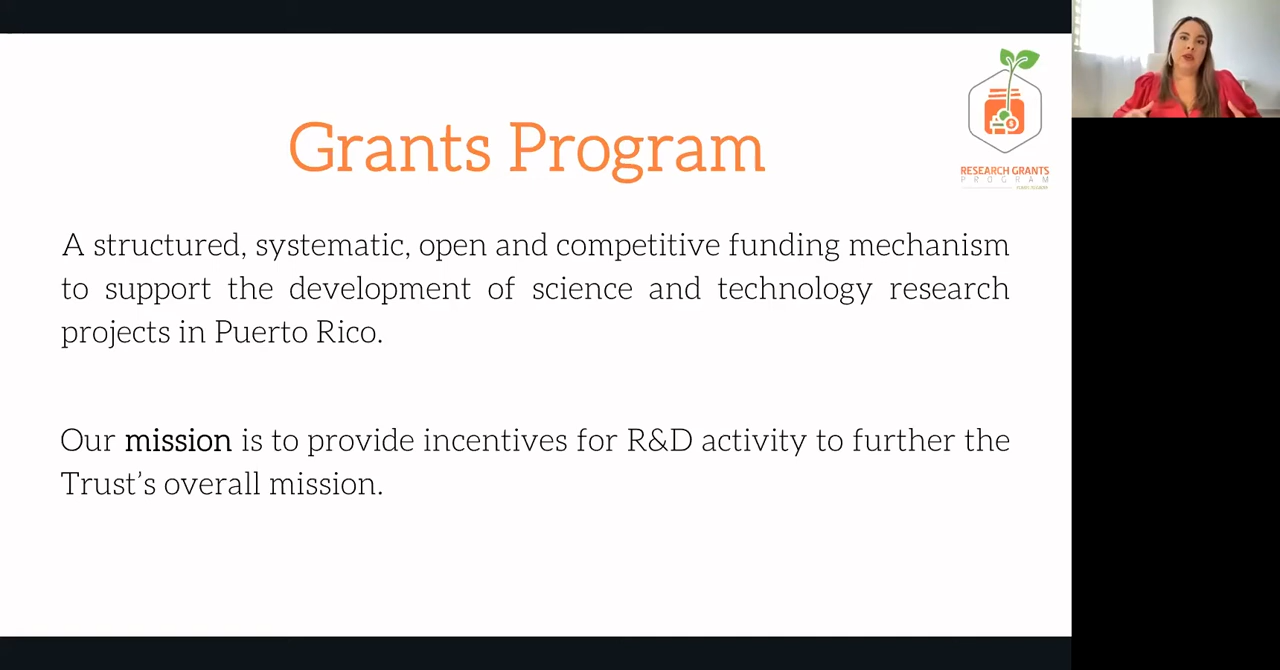 Grants Program
RESEARCH GRANTS
PROGRAM
A structured, systematic, open and competitive funding mechanism
to support the development of science and technology research
projects in Puerto Rico.
Our mission is to provide incentives for R&D activity to further the
Trust’s overall mission.